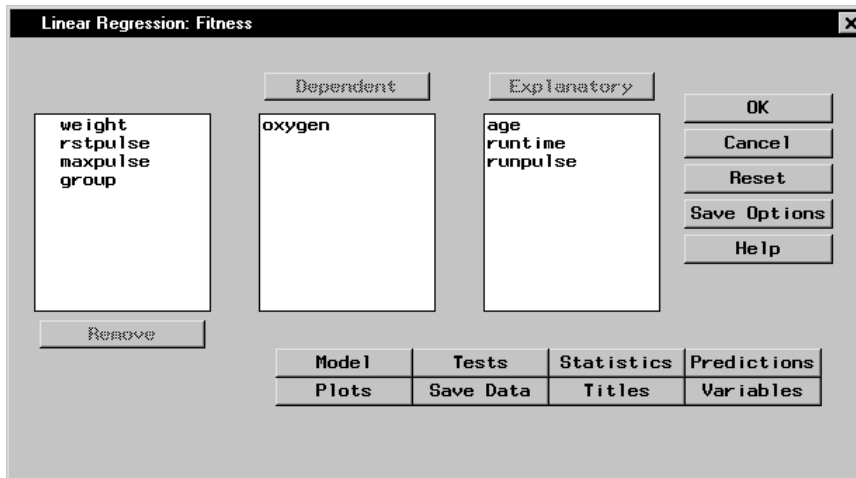 Linear Regression: Fitness
Dependent
Explanatory
weight
rstpulse
maxpulse
group
oxygen
age
runtime
runpulse
OK
Cancel
Reset
Save Options
Help
Remove
Model Tests Statistics Predictions
Plots Save Data Titles Variables